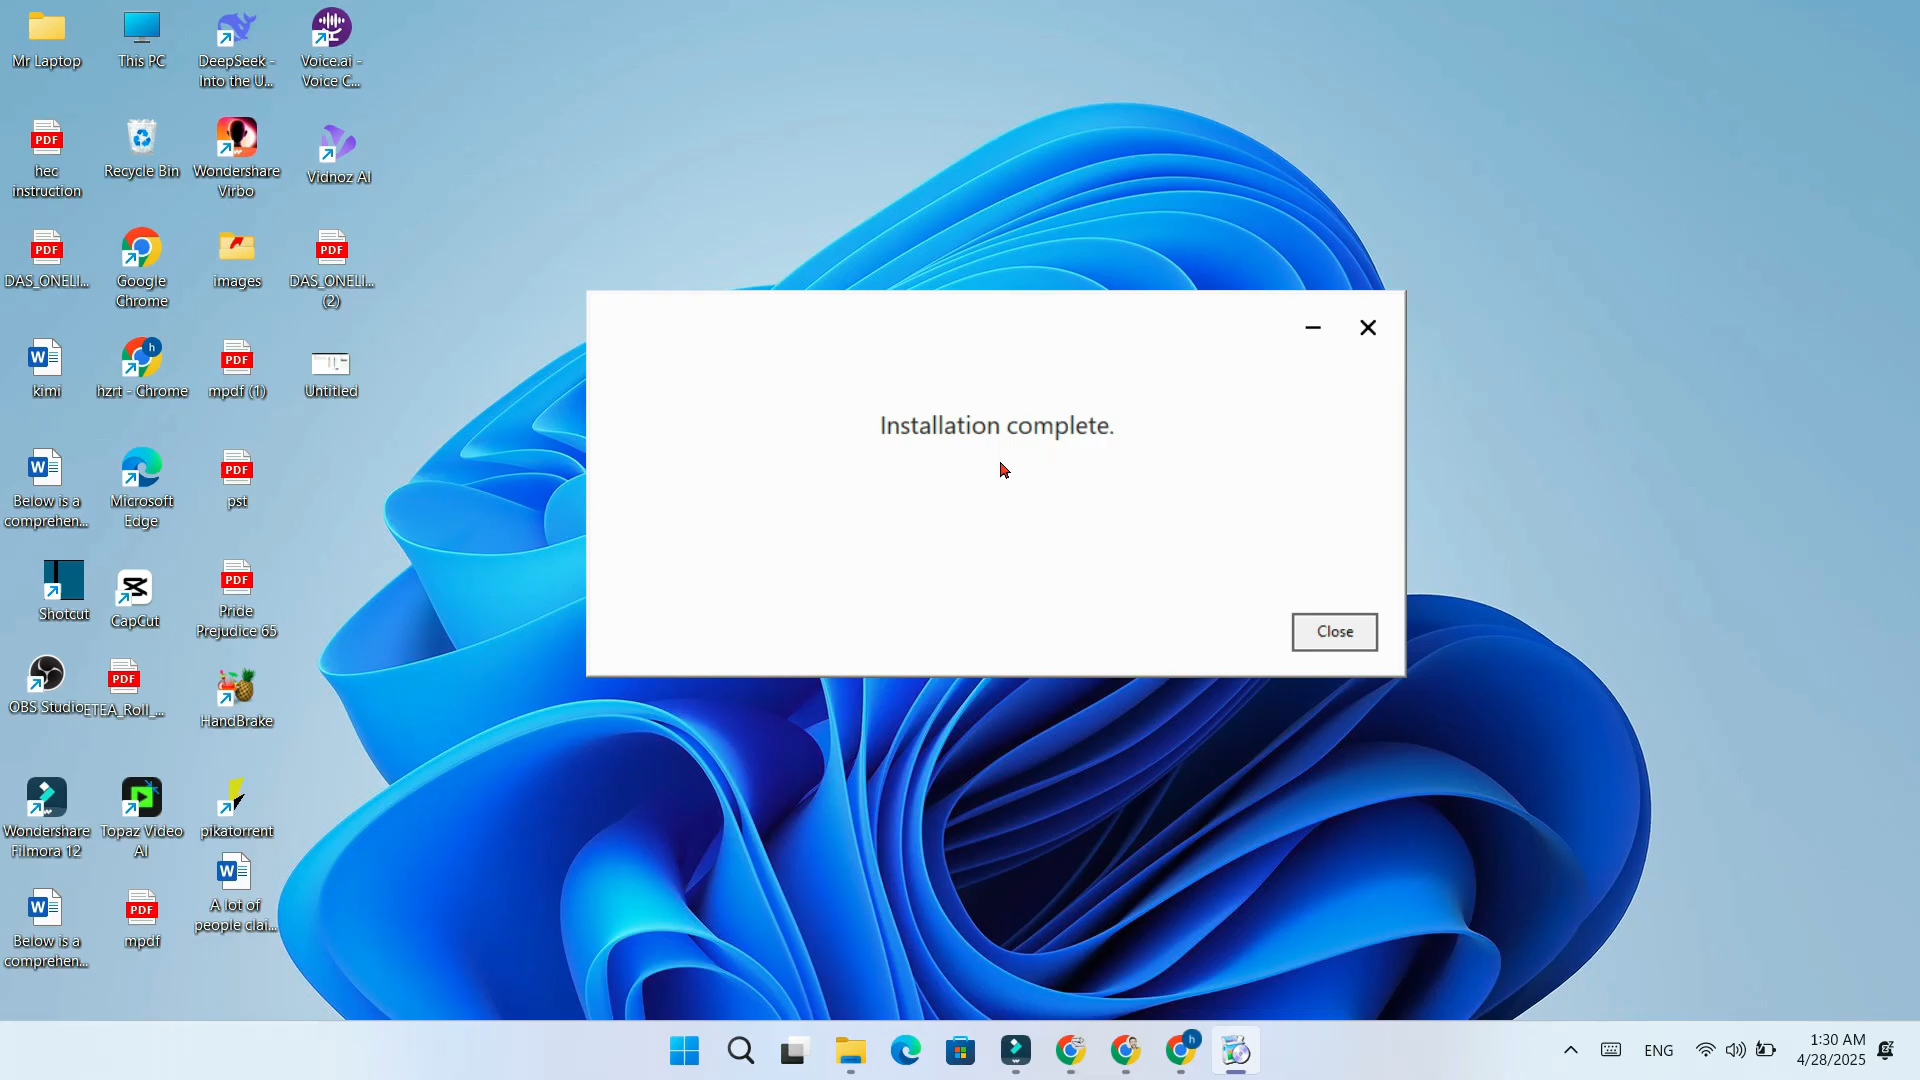 Mr Laptop
This PC
DeepSeek -
Into the U...
Voice.ai -
Voice C...
PDF
hec
instruction
Recycle Bin
Wondershare
Virbo
Vidnoz AI
PDF
DAS_ONELI...
Google
Chrome
images
PDF
DAS_ONELI...
(2)
W
kimi
h
hzrt - Chrome
PDF
mpdf (1)
Untitled
W
Below is a
comprehen...
Microsoft
Edge
PDF
pst
Shotcut
CapCut
PDF
Pride
Prejudice 65
OBS Studio
PDF
ETEA_Roll_...
HandBrake
Wondershare
Filmora 12
Topaz Video
AI
pikatorrent
W
Below is a
comprehen...
PDF
mpdf
W
A lot of
people clai...
Installation complete.
Close
h
ENG
1:30 AM
4/28/2025